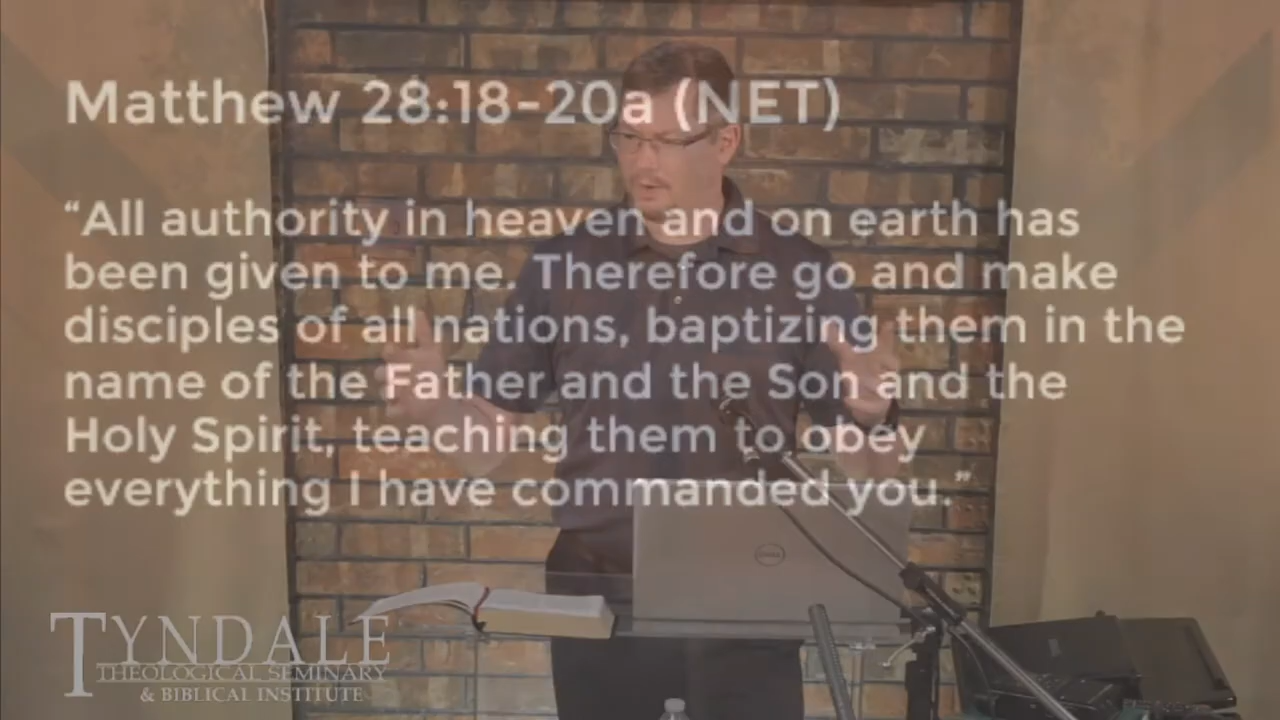 Matthew 28:18-20a (NET)
“All authority in heaven and on earth has
been given to me. Therefore go and make
disciples of all nations, baptizing them in the
name of the Father and the Son and the
Holy Spirit, teaching them to obey
everything I have commanded you.”
DELL
TYNDALE
THEOLOGICAL SEMINARY
& BIBLICAL INSTITUTE